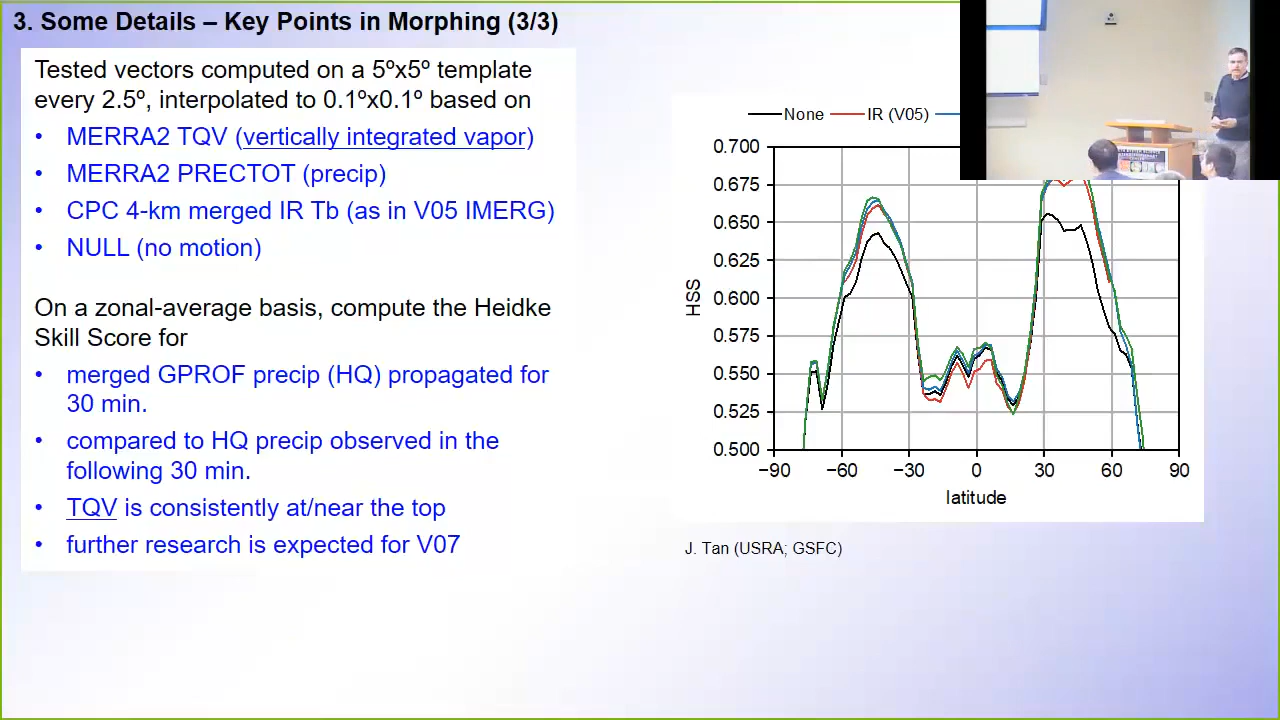 3. Some Details – Key Points in Morphing (3/3)
Tested vectors computed on a 5ºx5º template
every 2.5º, interpolated to 0.1ºx0.1º based on
• MERRA2 TQV (vertically integrated vapor)
• MERRA2 PRECTOT (precip)
• CPC 4-km merged IR Tb (as in V05 IMERG)
• NULL (no motion)
On a zonal-average basis, compute the Heidke
Skill Score for
• merged GPROF precip (HQ) propagated for
30 min.
• compared to HQ precip observed in the
following 30 min.
• TQV is consistently at/near the top
• further research is expected for V07
None IR (V05)
0.700
0.675
0.650
0.625
0.600
0.575
0.550
0.525
0.500
HSS
−90 −60 −30 0 30 60 90
latitude
J. Tan (USRA; GSFC)